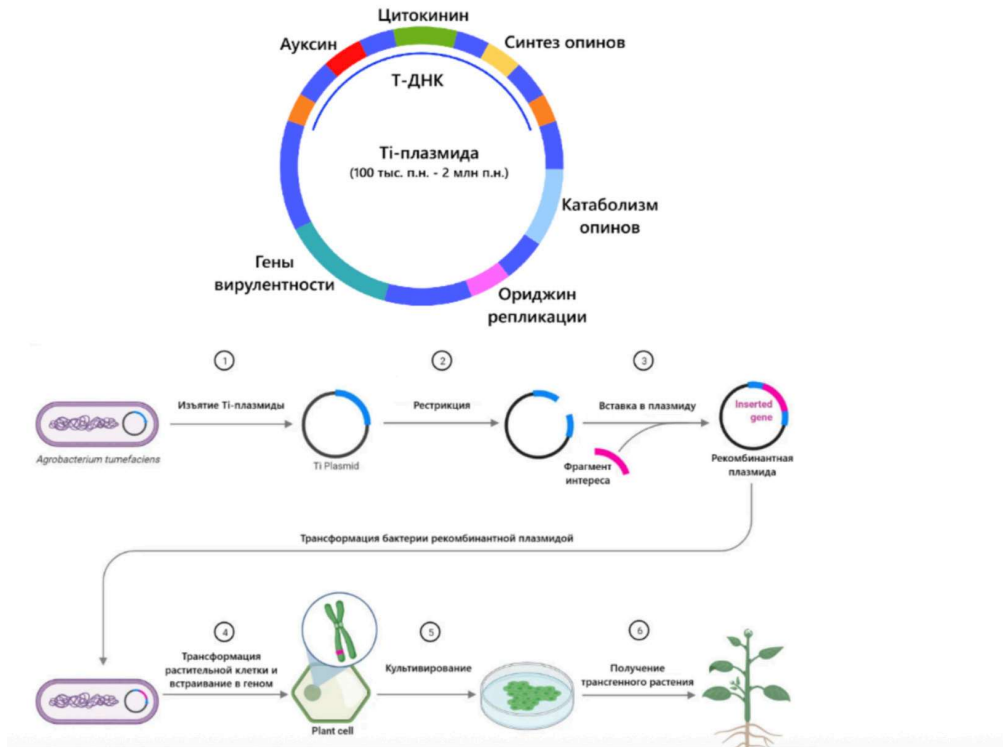 Цитокинин
Ауксин
Синтез опинов
Т-ДНК
Ti-плазмида
(100 тыс. п.н. - 2 млн п.н.)
Катаболизм
опинов
Гены
вирулентности
Ориджин
репликации
1
2
3
Изъятие Ti-плазмиды
Рестрикция
Вставка в плазмиду
Inserted
gene
Agrobacterium tumefaciens
Ti Plasmid
Фрагмент
интереса
Рекомбинантная
плазмида
Трансформация бактерии рекомбинантной плазмидой
4
5
6
Трансформация
растительной клетки и
встраивание в геном
Культивирование
Получение
трансгенного растения
Plant cell